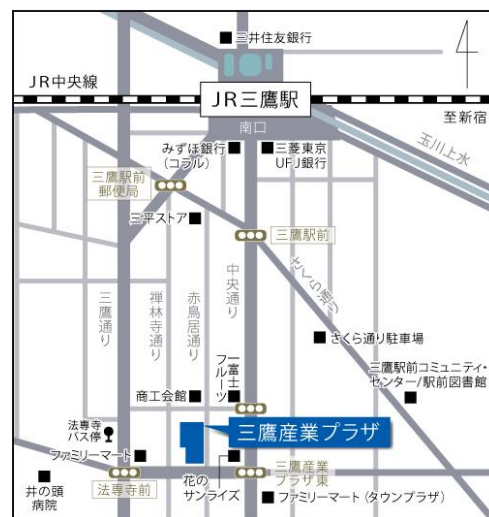 三井住友銀行
JR中央線
JR三鷹駅
至新宿
南口
玉川上水
みずほ銀行
(コラル)
三菱東京
UFJ銀行
三鷹駅前
郵便局
三平ストア
三鷹駅前
三鷹通り
禅林寺通り
赤鳥居通り
中央通り
さくら通り
さくら通り駐車場
三鷹駅前コミュニティ・
センター/駅前図書館
商工会館
一富士
フルーツ
法専寺
バス停
三鷹産業プラザ
ファミリーマート
井の頭
病院
法専寺前
花の
サンライズ
三鷹産業
プラザ東
ファミリーマート(タウンプラザ)